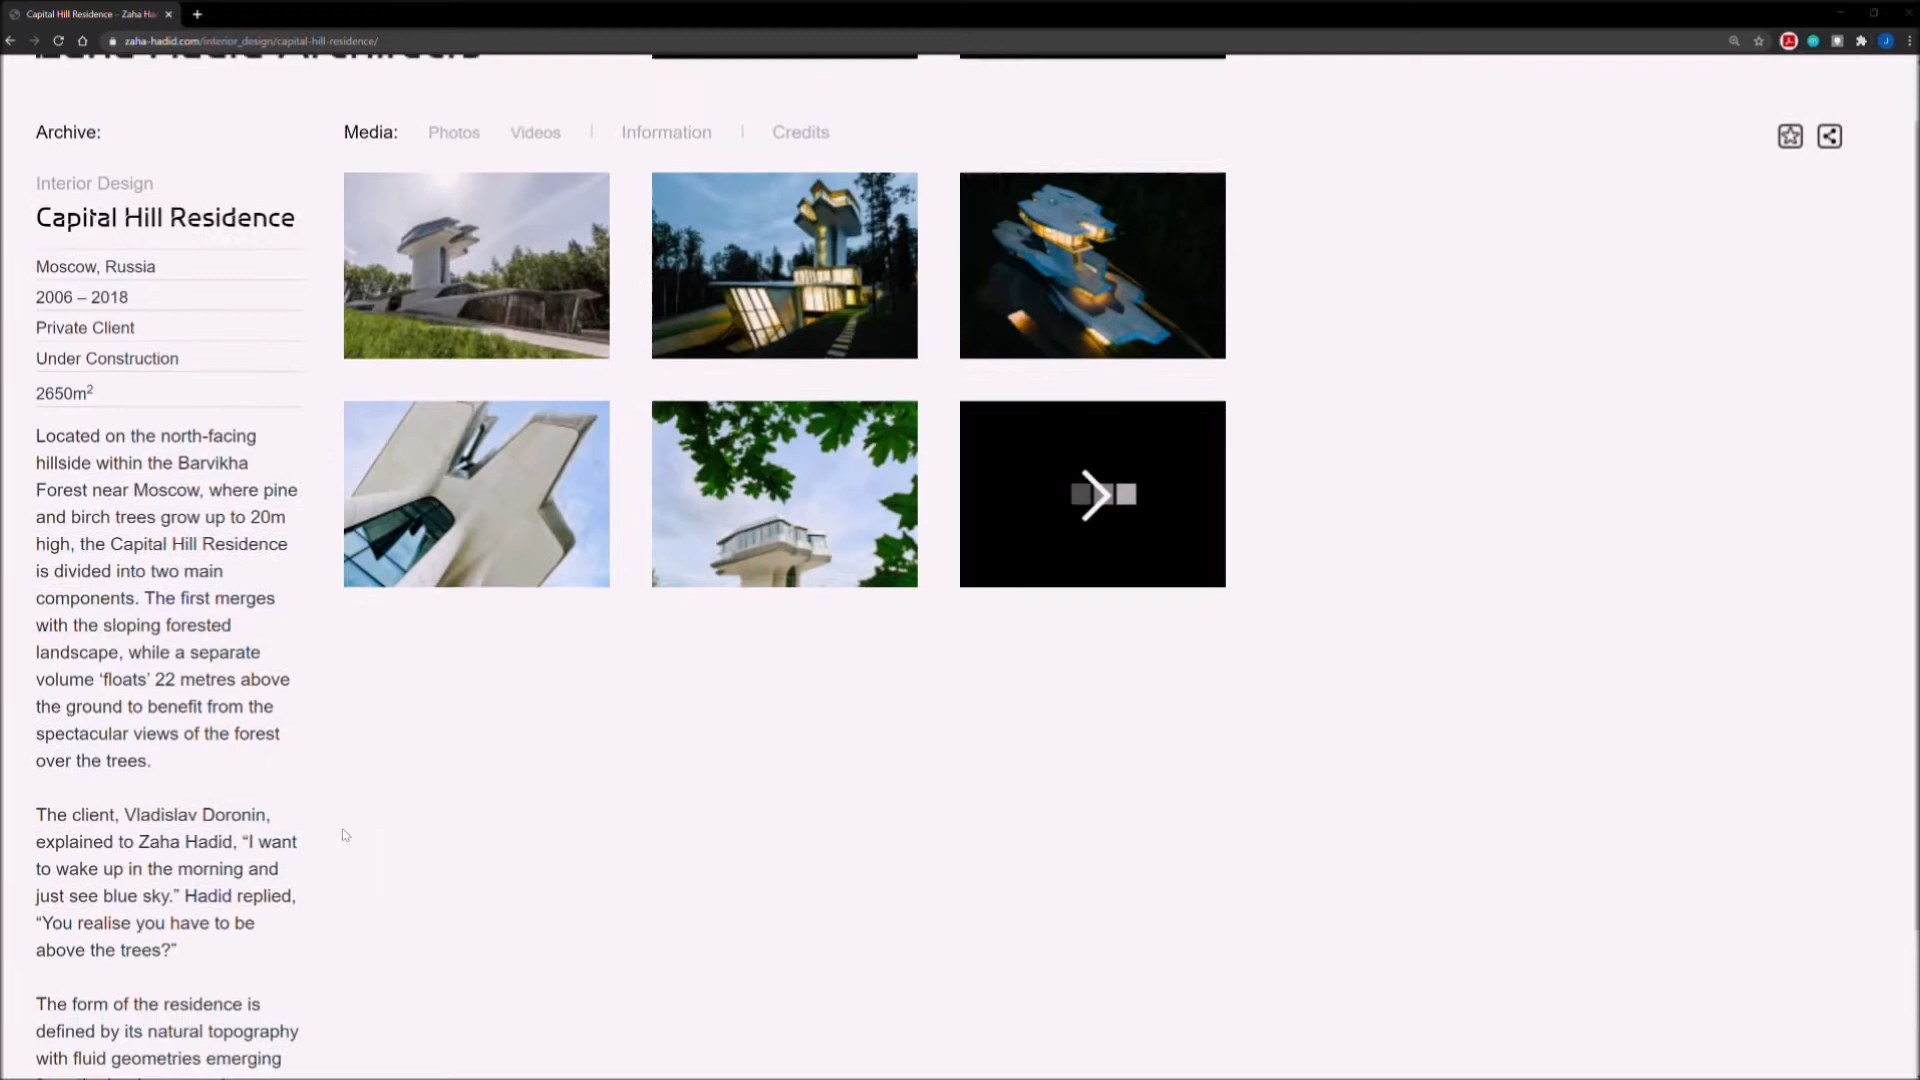 Capital Hill Residence – Zaha Ha
zaha-hadid.com/interior_design/capital-hill-residence/
Zaha Hadid Architects
Archive:
Media: Photos Videos | Information | Credits
Interior Design
Capital Hill Residence
Moscow, Russia
2006 – 2018
Private Client
Under Construction
2650m²
Located on the north-facing
hillside within the Barvikha
Forest near Moscow, where pine
and birch trees grow up to 20m
high, the Capital Hill Residence
is divided into two main
components. The first merges
with the sloping forested
landscape, while a separate
volume ‘floats’ 22 metres above
the ground to benefit from the
spectacular views of the forest
over the trees.
The client, Vladislav Doronin,
explained to Zaha Hadid, “I want
to wake up in the morning and
just see blue sky.” Hadid replied,
“You realise you have to be
above the trees?”
The form of the residence is
defined by its natural topography
with fluid geometries emerging